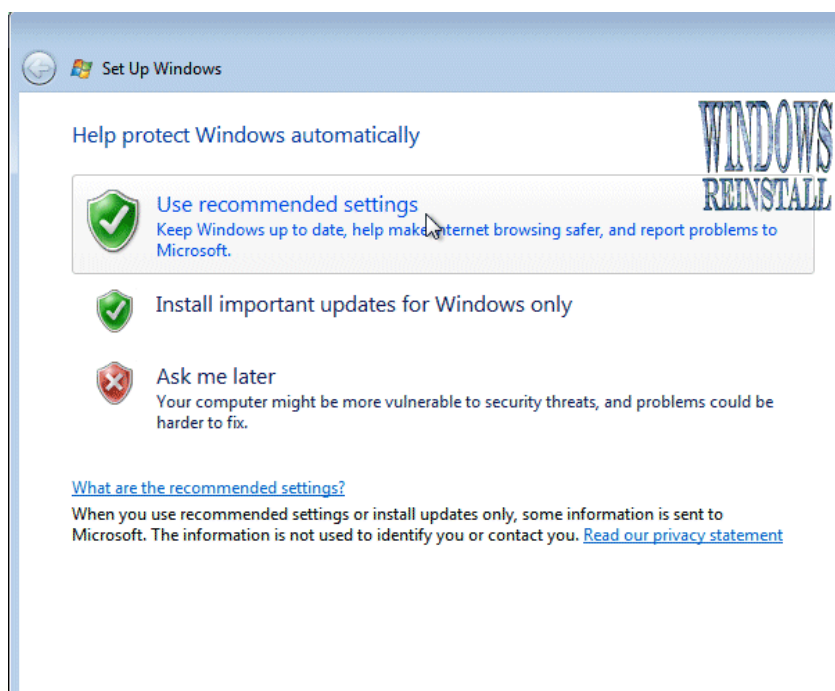 Set Up Windows
WINDOWS
REINSTALL
Help protect Windows automatically
Use recommended settings
Keep Windows up to date, help make internet browsing safer, and report problems to
Microsoft.
Install important updates for Windows only
Ask me later
Your computer might be more vulnerable to security threats, and problems could be
harder to fix.
What are the recommended settings?
When you use recommended settings or install updates only, some information is sent to
Microsoft. The information is not used to identify you or contact you. Read our privacy statement